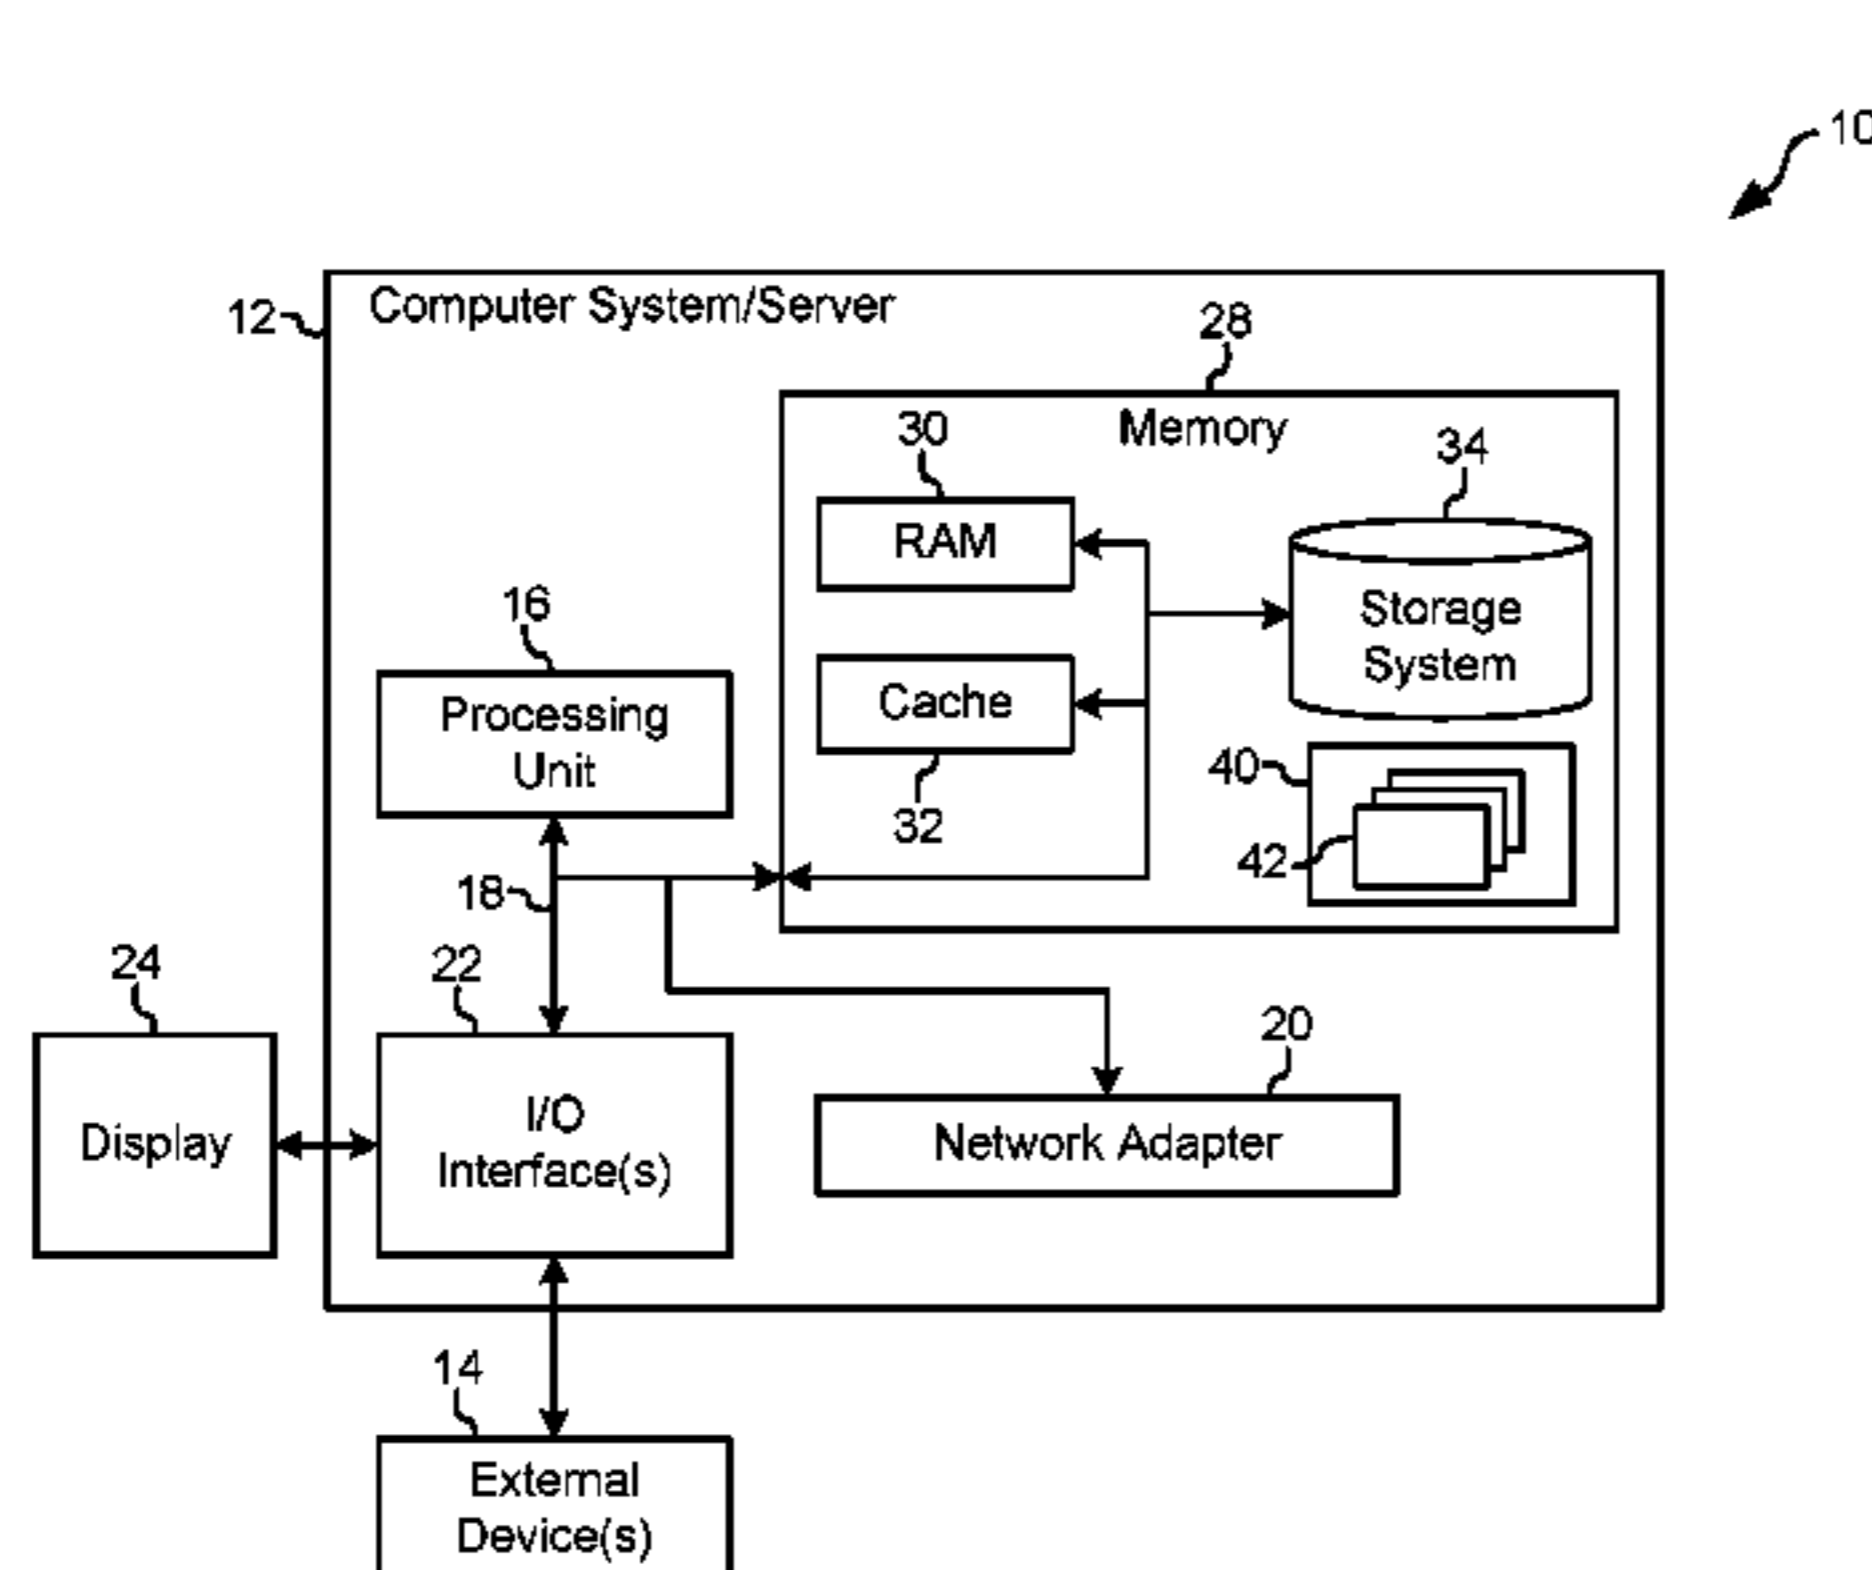 10
12
Computer System/Server
28
Memory
30
34
RAM
Storage
System
16
Processing
Unit
Cache
32
40
42
18
24
22
20
Display
I/O
Interface(s)
Network Adapter
14
External
Device(s)